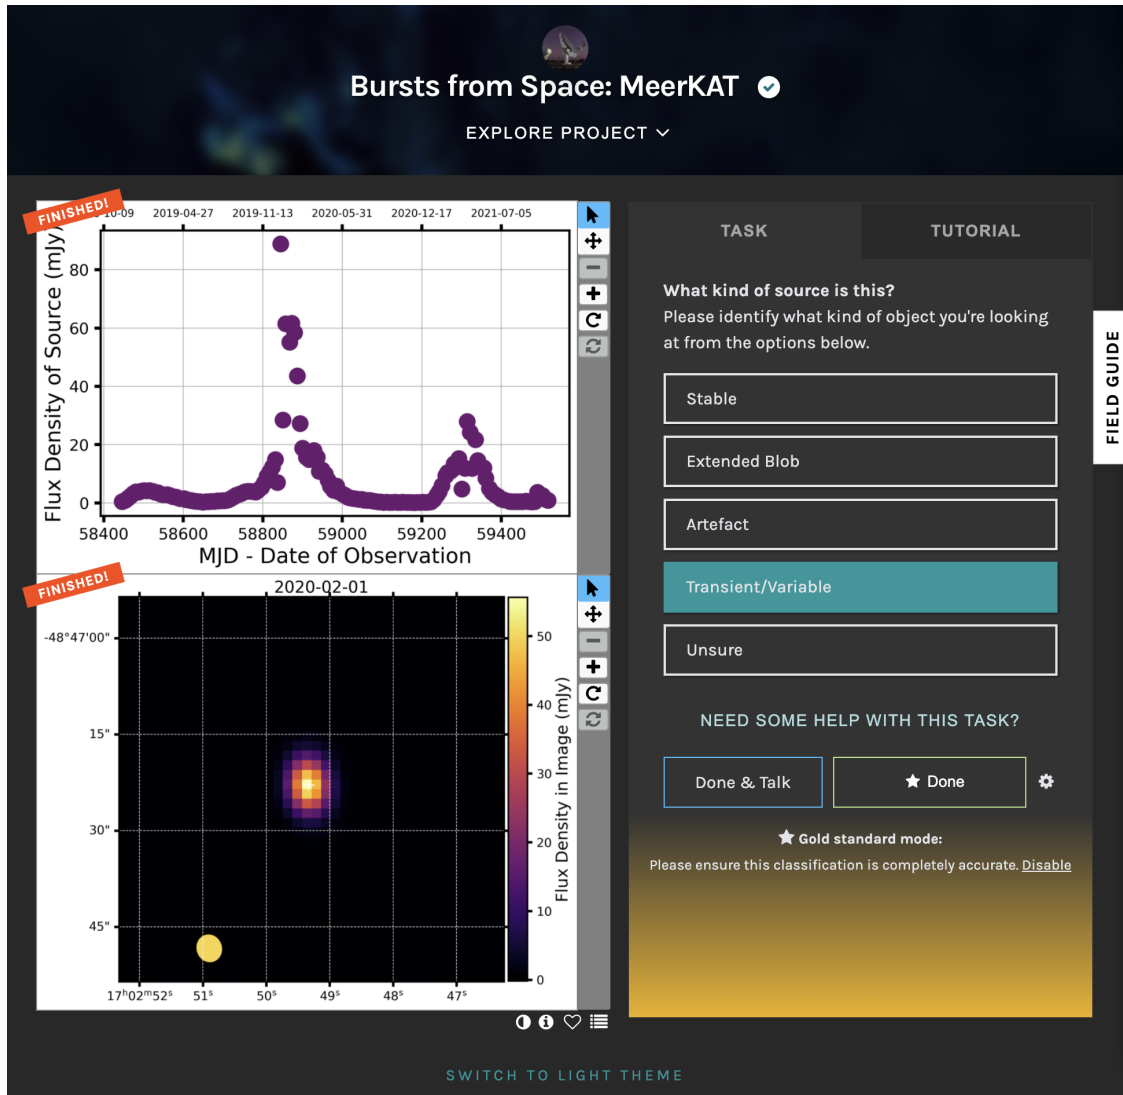 Bursts from Space: MeerKAT
EXPLORE PROJECT
FINISHED!
10-09 2019-04-27 2019-11-13 2020-05-31 2020-12-17 2021-07-05
Flux Density of Source (mJy)
80
60
40
20
0
58400 58600 58800 59000 59200 59400
MJD - Date of Observation
FINISHED!
2020-02-01
-48°47'00"
15"
30"
45"
17ʰ02ᵐ52ˢ 51ˢ 50ˢ 49ˢ 48ˢ 47ˢ
50
40
30
20
10
0
Flux Density in Image (mJy)
TASK
TUTORIAL
What kind of source is this?
Please identify what kind of object you're looking
at from the options below.
Stable
Extended Blob
Artefact
Transient/Variable
Unsure
NEED SOME HELP WITH THIS TASK?
Done & Talk
Done
Gold standard mode:
Please ensure this classification is completely accurate. Disable
FIELD GUIDE
SWITCH TO LIGHT THEME